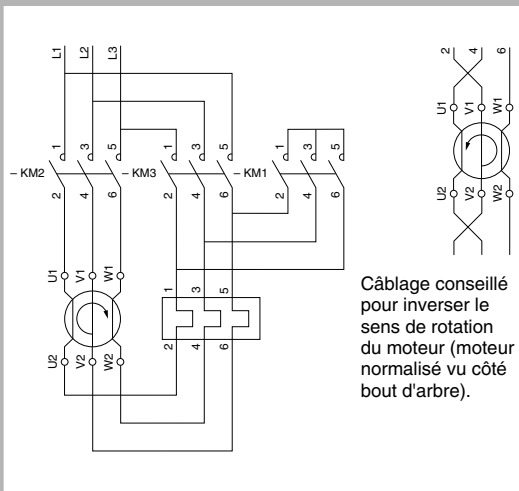 L1 L2 L3
2 4 6
U1 V1 W1
U2 V2 W2
1 3 5 1 3 5 1 3 5
– KM2 – KM3 – KM1
2 4 6 2 4 6 2 4 6
U1 V1 W1
1 3 5
U2 V2 W2
2 4 6
Câblage conseillé
pour inverser le
sens de rotation
du moteur (moteur
normalisé vu côté
bout d'arbre).